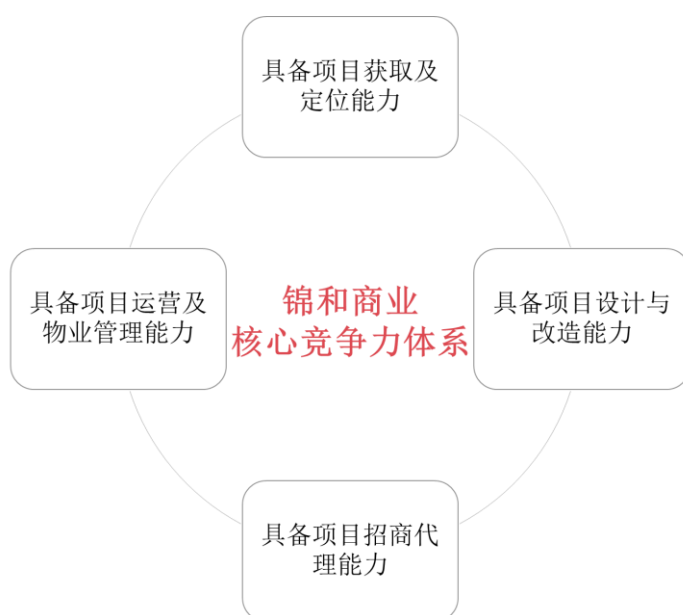 具备项目获取及
定位能力
具备项目运营及
物业管理能力
锦和商业
核心竞争力体系
具备项目设计与
改造能力
具备项目招商代
理能力